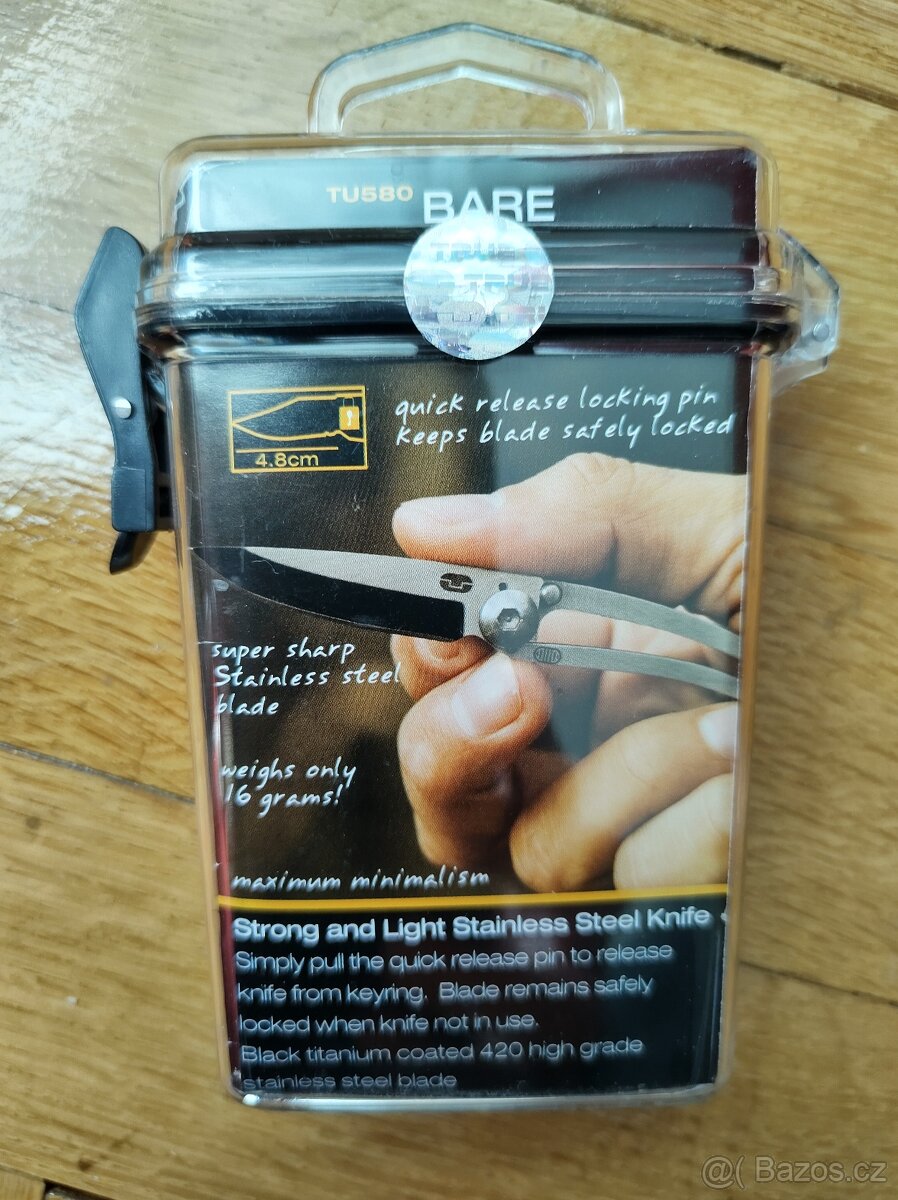 TU580 BARE
TRUE
4.8cm
quick release locking pin
keeps blade safely locked
super sharp
Stainless steel
blade
weighs only
16 grams!
maximum minimalism
Strong and Light Stainless Steel Knife
Simply pull the quick release pin to release
knife from keyring. Blade remains safely
locked when knife not in use.
Black titanium coated 420 high grade
stainless steel blade
@( Bazos.cz